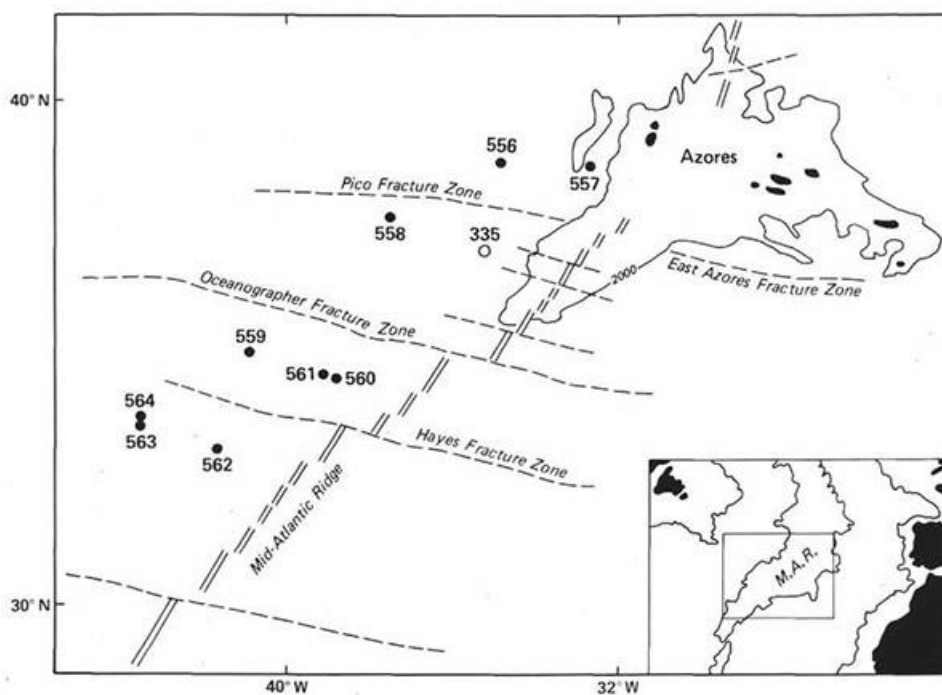 40° N
556
Azores
557
Pico Fracture Zone
558
335
2000
East Azores Fracture Zone
Oceanographer Fracture Zone
559
561
560
564
563
562
Hayes Fracture Zone
Mid-Atlantic Ridge
M.A.R.
30° N
40° W
32° W